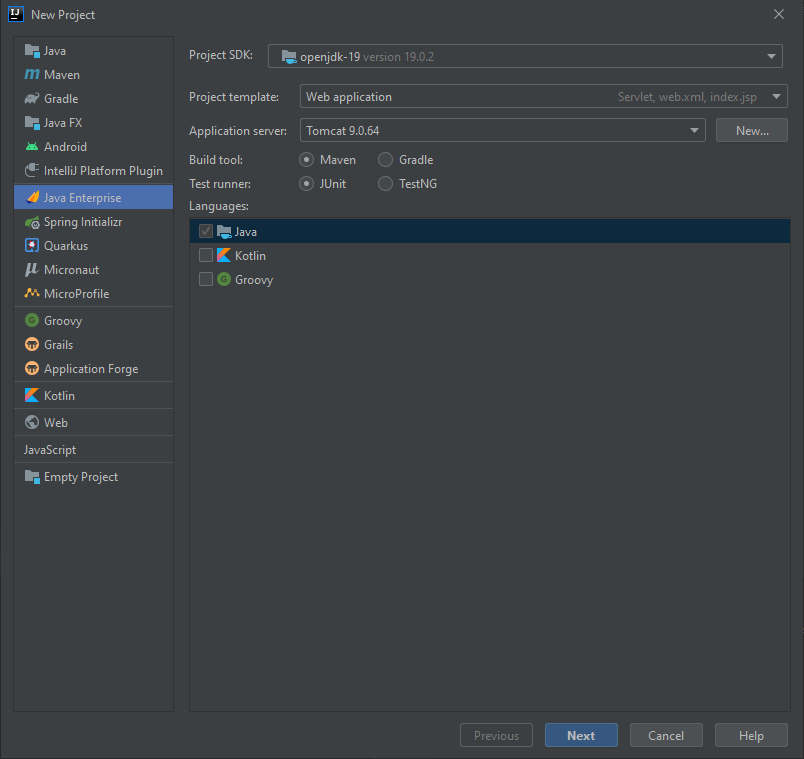 New Project
Java
Maven
Gradle
Java FX
Android
IntelliJ Platform Plugin
Java Enterprise
Spring Initializr
Quarkus
Micronaut
MicroProfile
Groovy
Grails
Application Forge
Kotlin
Web
JavaScript
Empty Project
Project SDK: openjdk-19 version 19.0.2
Project template: Web application Servlet, web.xml, index.jsp
Application server: Tomcat 9.0.64 New...
Build tool: Maven Gradle
Test runner: JUnit TestNG
Languages:
Java
Kotlin
Groovy
Previous Next Cancel Help